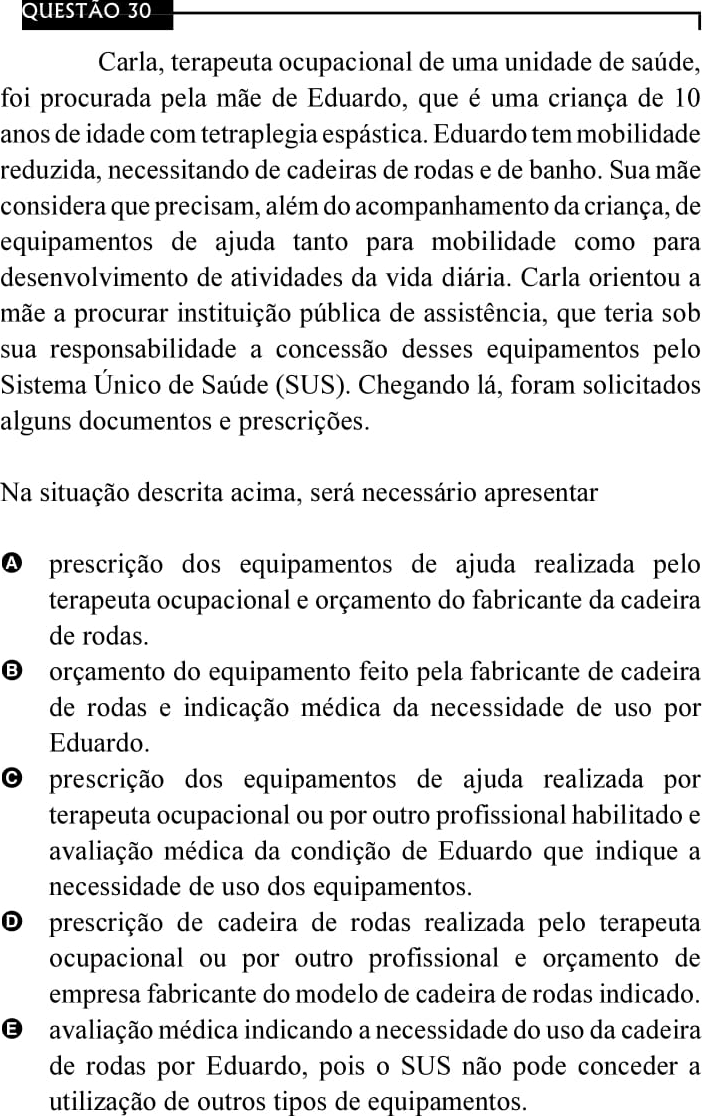 QUESTÃO 30
Carla, terapeuta ocupacional de uma unidade de saúde,
foi procurada pela mãe de Eduardo, que é uma criança de 10
anos de idade com tetraplegia espástica. Eduardo tem mobilidade
reduzida, necessitando de cadeiras de rodas e de banho. Sua mãe
considera que precisam, além do acompanhamento da criança, de
equipamentos de ajuda tanto para mobilidade como para
desenvolvimento de atividades da vida diária. Carla orientou a
mãe a procurar instituição pública de assistência, que teria sob
sua responsabilidade a concessão desses equipamentos pelo
Sistema Único de Saúde (SUS). Chegando lá, foram solicitados
alguns documentos e prescrições.
Na situação descrita acima, será necessário apresentar
A prescrição dos equipamentos de ajuda realizada pelo
terapeuta ocupacional e orçamento do fabricante da cadeira
de rodas.
B orçamento do equipamento feito pela fabricante de cadeira
de rodas e indicação médica da necessidade de uso por
Eduardo.
C prescrição dos equipamentos de ajuda realizada por
terapeuta ocupacional ou por outro profissional habilitado e
avaliação médica da condição de Eduardo que indique a
necessidade de uso dos equipamentos.
D prescrição de cadeira de rodas realizada pelo terapeuta
ocupacional ou por outro profissional e orçamento de
empresa fabricante do modelo de cadeira de rodas indicado.
E avaliação médica indicando a necessidade do uso da cadeira
de rodas por Eduardo, pois o SUS não pode conceder a
utilização de outros tipos de equipamentos.